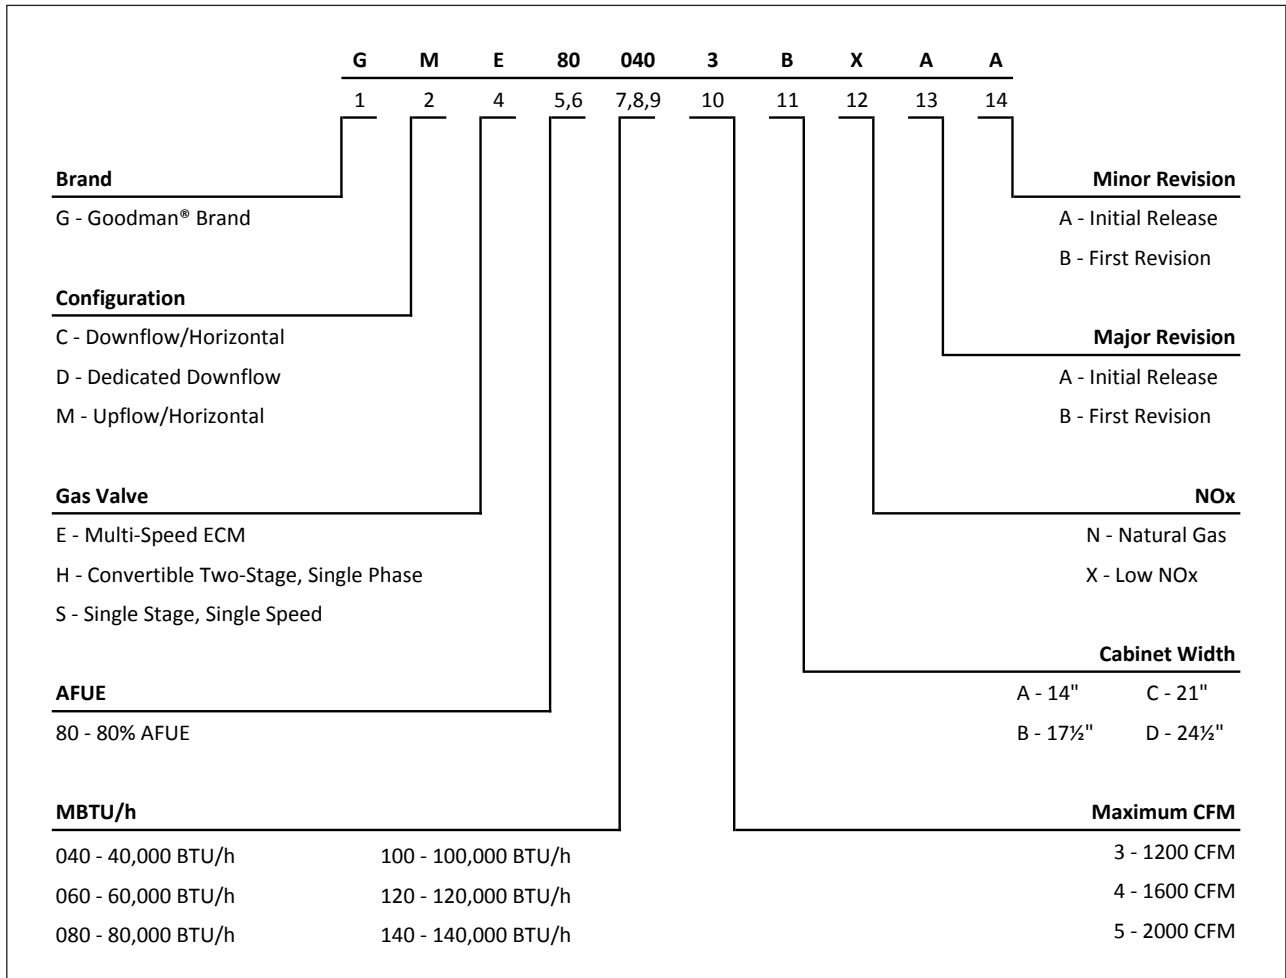 G M E 80 040 3 B X A A
1 2 4 5,6 7,8,9 10 11 12 13 14
Brand
G - Goodman® Brand
Configuration
C - Downflow/Horizontal
D - Dedicated Downflow
M - Upflow/Horizontal
Gas Valve
E - Multi-Speed ECM
H - Convertible Two-Stage, Single Phase
S - Single Stage, Single Speed
AFUE
80 - 80% AFUE
MBTU/h
040 - 40,000 BTU/h 100 - 100,000 BTU/h
060 - 60,000 BTU/h 120 - 120,000 BTU/h
080 - 80,000 BTU/h 140 - 140,000 BTU/h
Minor Revision
A - Initial Release
B - First Revision
Major Revision
A - Initial Release
B - First Revision
NOx
N - Natural Gas
X - Low NOx
Cabinet Width
A - 14" C - 21"
B - 17½" D - 24½"
Maximum CFM
3 - 1200 CFM
4 - 1600 CFM
5 - 2000 CFM